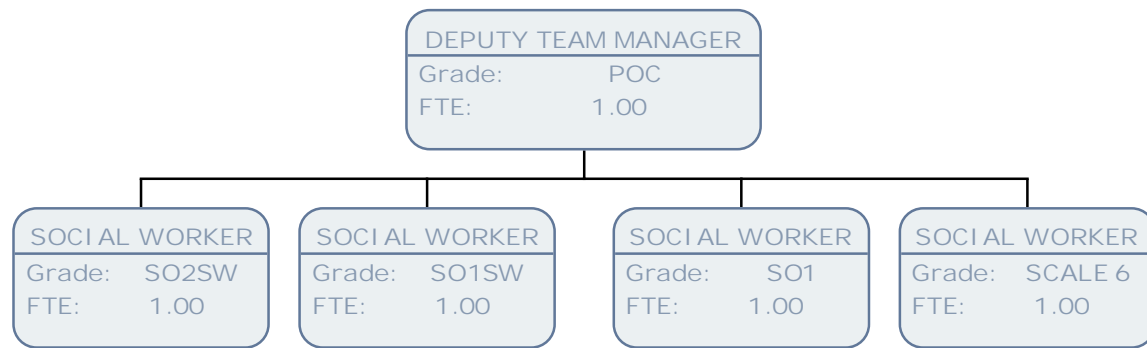 DEPUTY TEAM MANAGER
Grade: POC
FTE: 1.00
SOCIAL WORKER
Grade: SO2SW
FTE: 1.00
SOCIAL WORKER
Grade: SO1SW
FTE: 1.00
SOCIAL WORKER
Grade: SO1
FTE: 1.00
SOCIAL WORKER
Grade: SCALE 6
FTE: 1.00